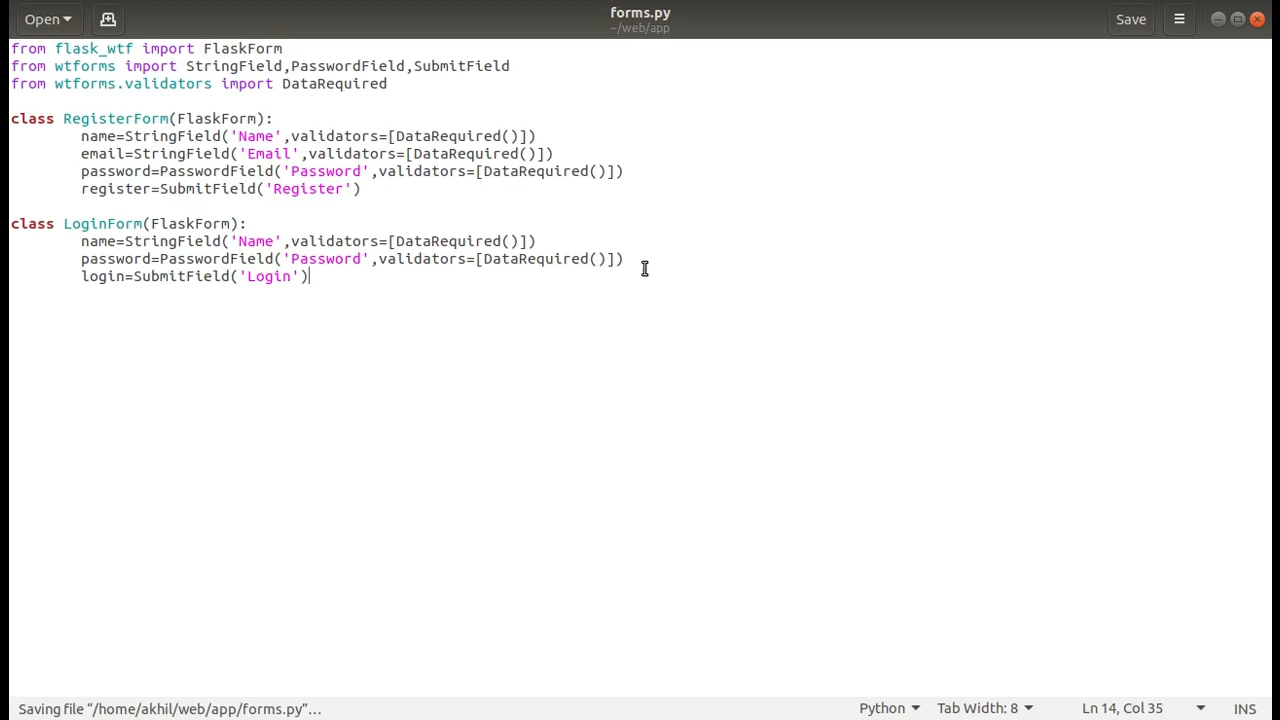 Open
forms.py
~/web/app
Save
from flask_wtf import FlaskForm
from wtforms import StringField,PasswordField,SubmitField
from wtforms.validators import DataRequired
class RegisterForm(FlaskForm):
        name=StringField('Name',validators=[DataRequired()])
        email=StringField('Email',validators=[DataRequired()])
        password=PasswordField('Password',validators=[DataRequired()])
        register=SubmitField('Register')
class LoginForm(FlaskForm):
        name=StringField('Name',validators=[DataRequired()])
        password=PasswordField('Password',validators=[DataRequired()])
        login=SubmitField('Login')
Saving file “/home/akhil/web/app/forms.py”… Python Tab Width: 8 Ln 14, Col 35 INS